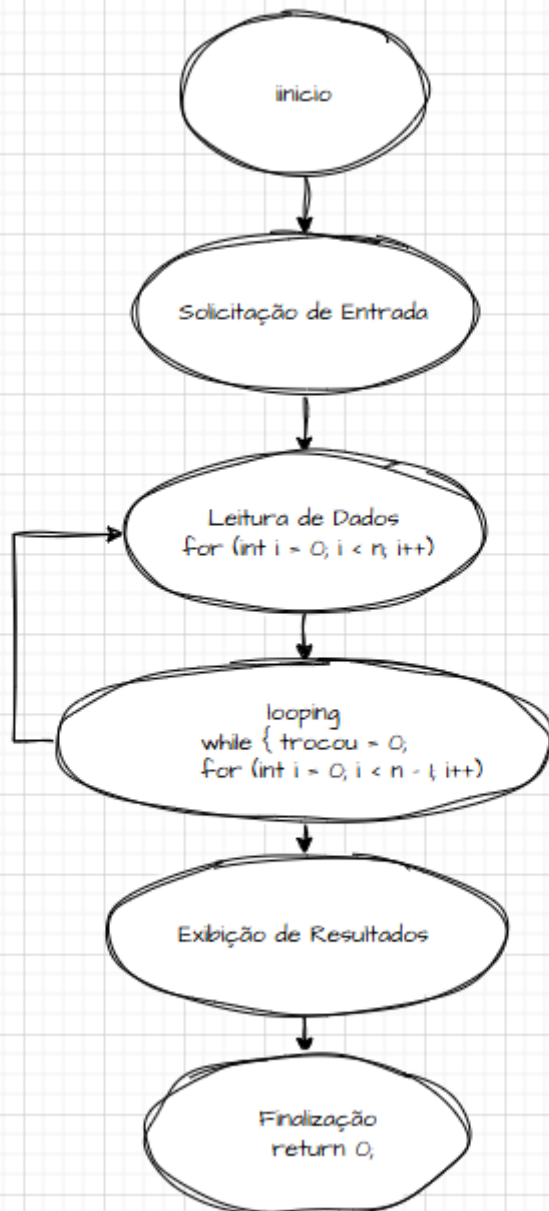 iinicio
Solicitação de Entrada
Leitura de Dados
for (int i = 0; i < n; i++)
looping
while { trocou = 0;
for (int i = 0; i < n - 1; i++)
Exibição de Resultados
Finalização
return 0;